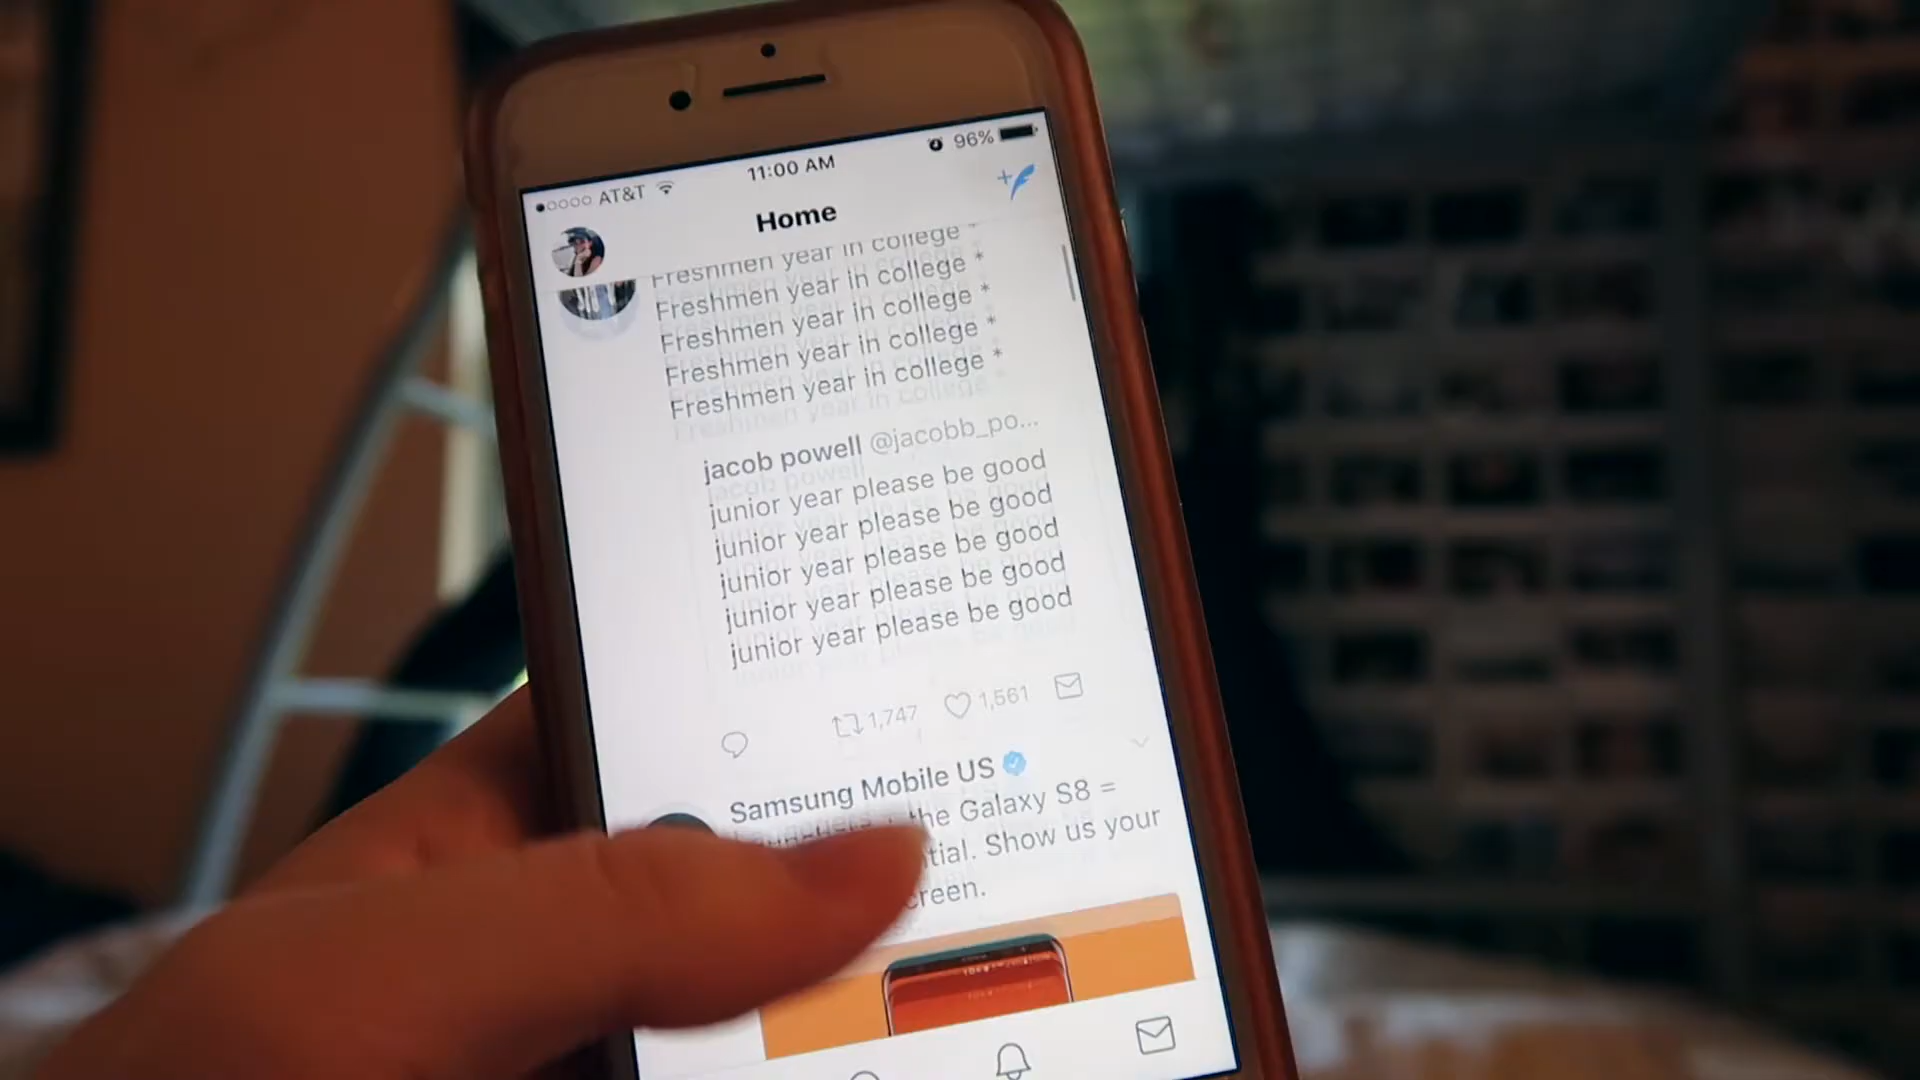 AT&T 11:00 AM 96%
Home
Freshmen year in college *
Freshmen year in college *
Freshmen year in college *
Freshmen year in college *
Freshmen year in college *
jacob powell @jacobb_po...
junior year please be good
junior year please be good
junior year please be good
junior year please be good
junior year please be good
1,747 1,561
Samsung Mobile US
the Galaxy S8 =
Show us your